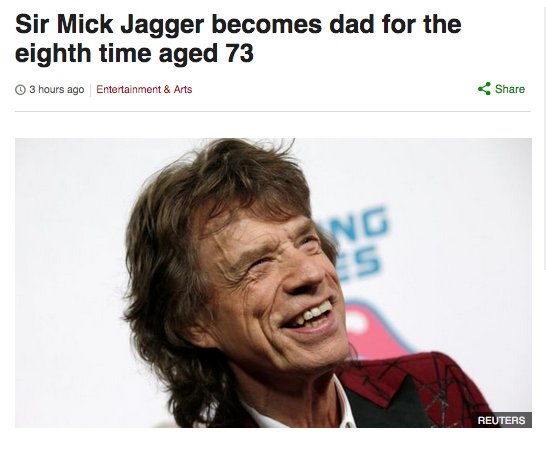 Sir Mick Jagger becomes dad for the
eighth time aged 73
3 hours ago
Entertainment & Arts
Share
NG
ES
REUTERS